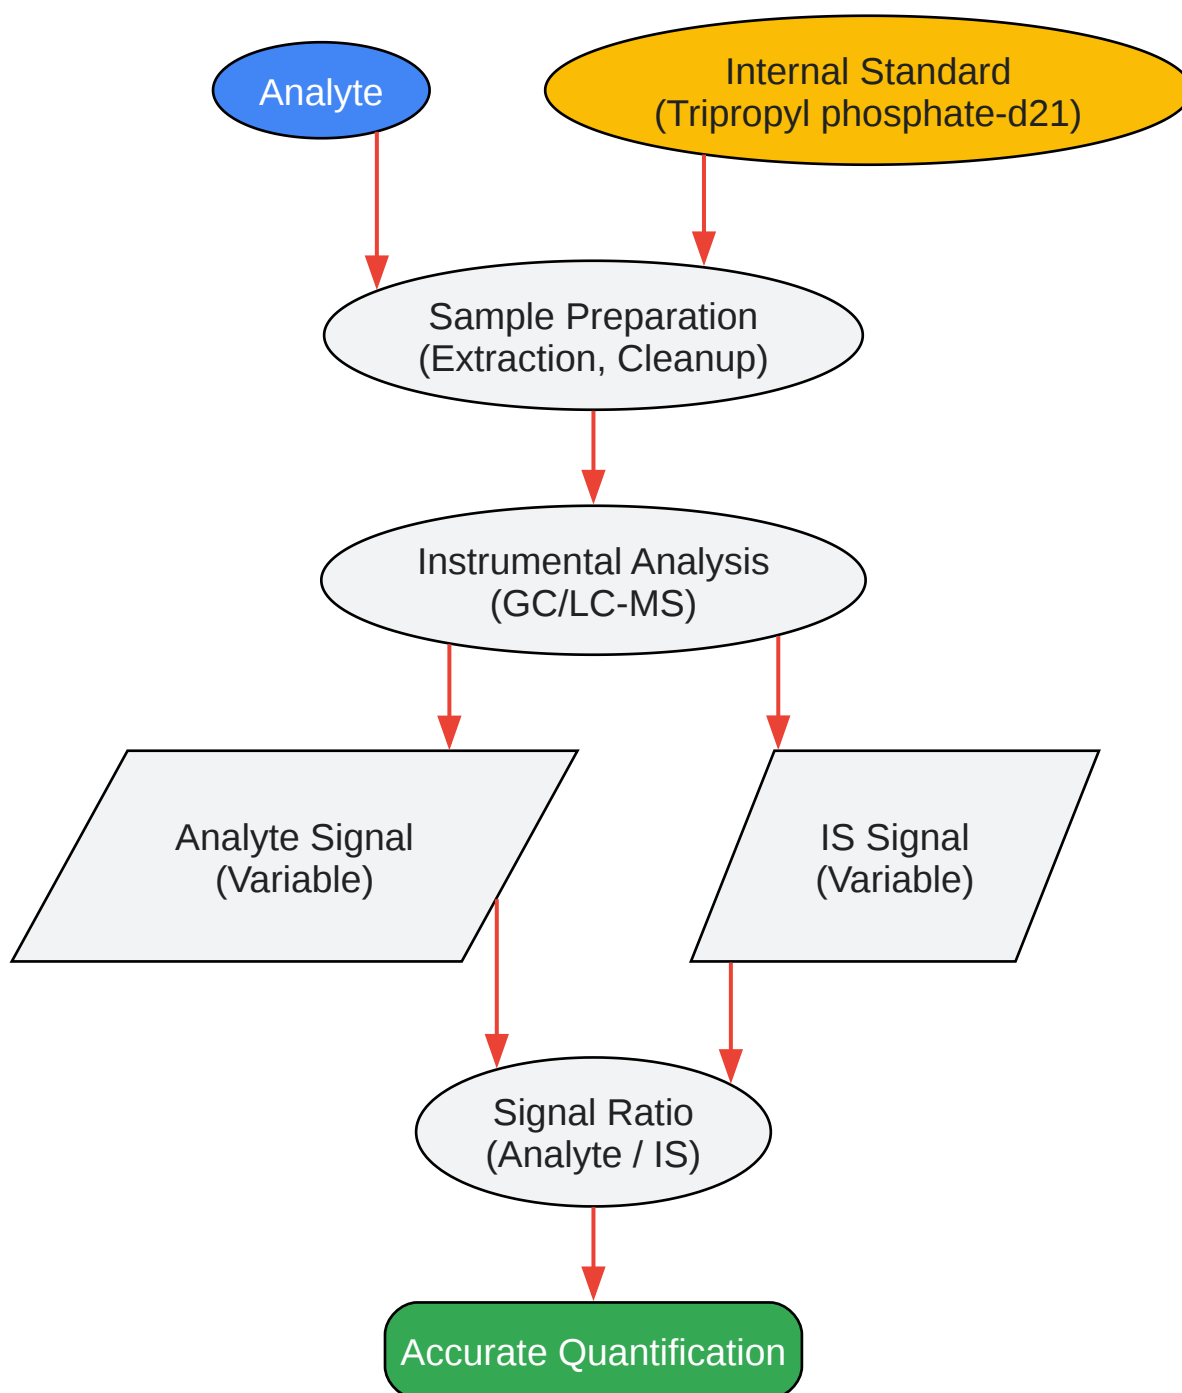 Analyte
Internal Standard
(Tripropyl phosphate-d21)
Sample Preparation
(Extraction, Cleanup)
Instrumental Analysis
(GC/LC-MS)
Analyte Signal
(Variable)
IS Signal
(Variable)
Signal Ratio
(Analyte / IS)
Accurate Quantification